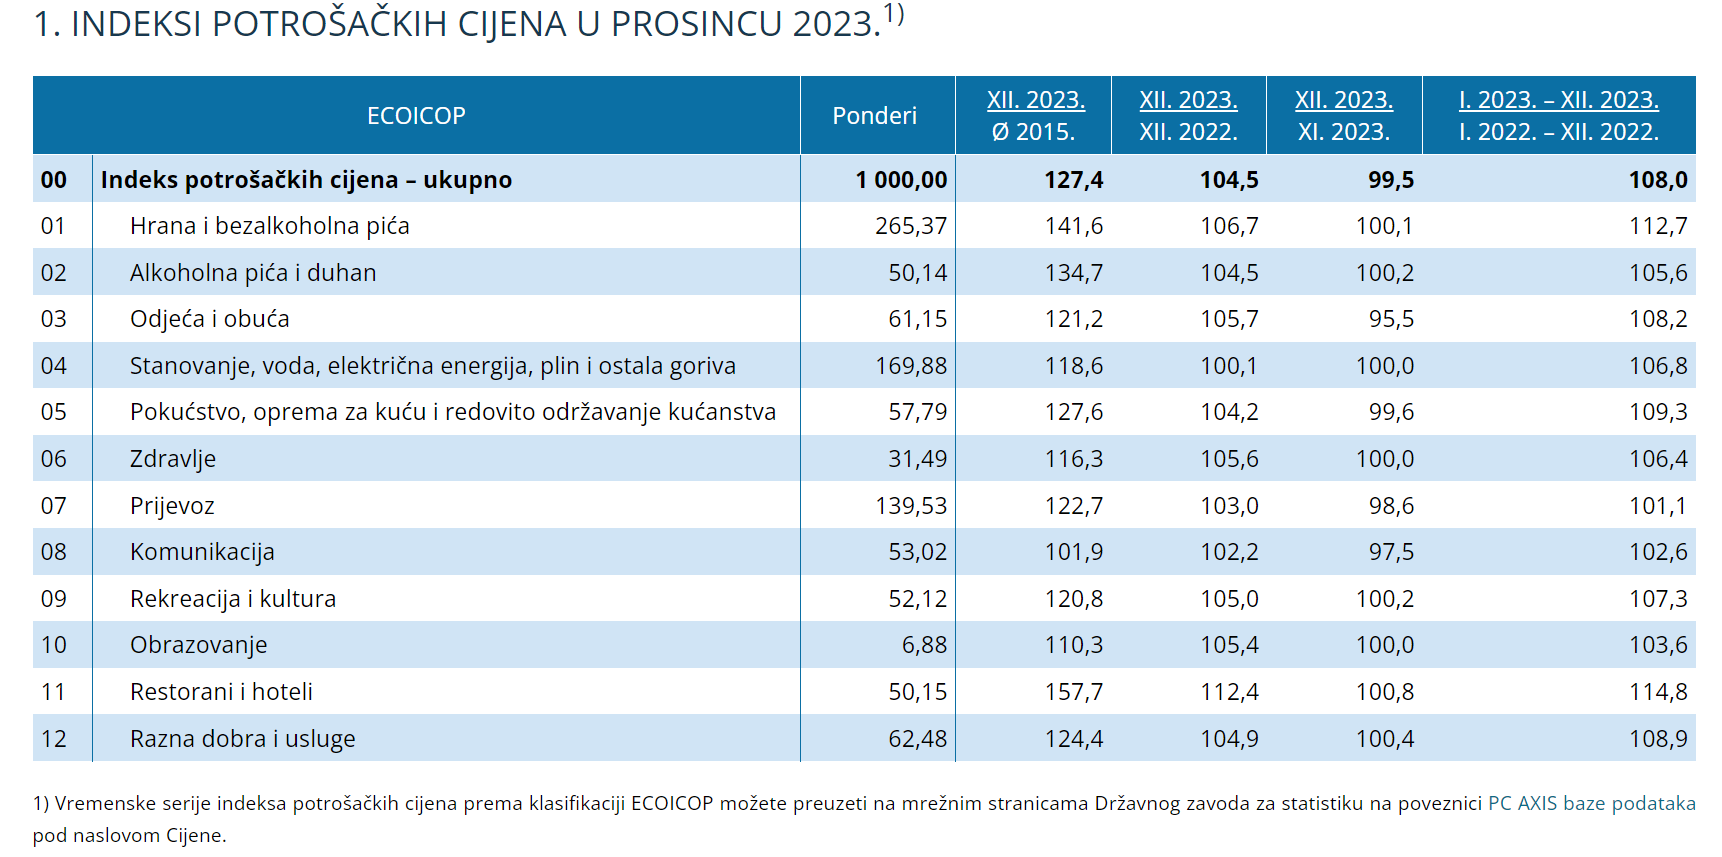 1. INDEKSI POTROŠAČKIH CIJENA U PROSINCU 2023.1)
ECOICOP Ponderi XII. 2023. XII. 2023. XII. 2023. I. 2023. – XII. 2023.
Ø 2015. XII. 2022. XI. 2023. I. 2022. – XII. 2022.
00 Indeks potrošačkih cijena – ukupno 1 000,00 127,4 104,5 99,5 108,0
01 Hrana i bezalkoholna pića 265,37 141,6 106,7 100,1 112,7
02 Alkoholna pića i duhan 50,14 134,7 104,5 100,2 105,6
03 Odjeća i obuća 61,15 121,2 105,7 95,5 108,2
04 Stanovanje, voda, električna energija, plin i ostala goriva 169,88 118,6 100,1 100,0 106,8
05 Pokućstvo, oprema za kuću i redovito održavanje kućanstva 57,79 127,6 104,2 99,6 109,3
06 Zdravlje 31,49 116,3 105,6 100,0 106,4
07 Prijevoz 139,53 122,7 103,0 98,6 101,1
08 Komunikacija 53,02 101,9 102,2 97,5 102,6
09 Rekreacija i kultura 52,12 120,8 105,0 100,2 107,3
10 Obrazovanje 6,88 110,3 105,4 100,0 103,6
11 Restorani i hoteli 50,15 157,7 112,4 100,8 114,8
12 Razna dobra i usluge 62,48 124,4 104,9 100,4 108,9
1) Vremenske serije indeksa potrošačkih cijena prema klasifikaciji ECOICOP možete preuzeti na mrežnim stranicama Državnog zavoda za statistiku na poveznici PC AXIS baze podataka
pod naslovom Cijene.